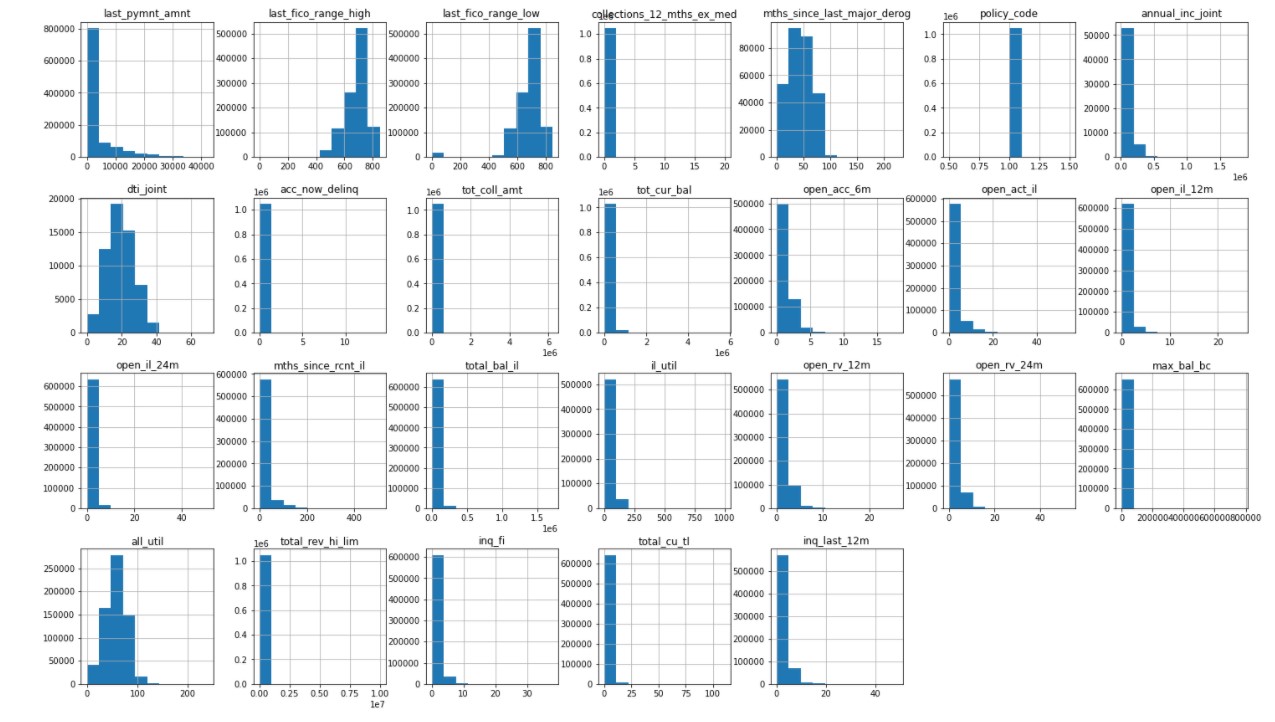 last_pymnt_amnt last_fico_range_high last_fico_range_low collections_12_mths_ex_med mths_since_last_major_derog policy_code annual_inc_joint
1e6 1e6
800000 500000 500000 1.0 80000 1.0 50000
600000 400000 400000 0.8 60000 0.8 40000
400000 300000 300000 0.6 40000 0.6 30000
200000 200000 200000 0.4 20000 0.4 20000
100000 100000 0.2 0.2 10000
0 0 0 0.0 0 0.0 0
0 10000 20000 30000 40000 0 200 400 600 800 0 200 400 600 800 0 5 10 15 20 0 50 100 150 200 0.50 0.75 1.00 1.25 1.50 0.0 0.5 1.0 1.5
1e6
dti_joint acc_now_delinq tot_coll_amt tot_cur_bal open_acc_6m open_act_il open_il_12m
1e6 1e6 1e6
20000 1.0 1.0 1.0 500000 600000 600000
15000 0.8 0.8 0.8 400000 500000 500000
10000 0.6 0.6 0.6 300000 400000 400000
5000 0.4 0.4 0.4 200000 300000 300000
0.2 0.2 0.2 100000 200000 200000
100000 100000
0 0.0 0.0 0.0 0 0 0
0 20 40 60 0 5 10 0 2 4 6 0 2 4 6 0 5 10 15 0 20 40 0 10 20
1e6 1e6
open_il_24m mths_since_rcnt_il total_bal_il il_util open_rv_12m open_rv_24m max_bal_bc
600000 600000 600000 500000 500000 500000 600000
500000 500000 500000 400000 400000 400000 500000
400000 400000 400000 300000 300000 300000 400000
300000 300000 300000 200000 200000 200000 300000
200000 200000 200000 100000 100000 100000 200000
100000 100000 100000 100000
0 0 0 0 0 0 0
0 20 40 0 200 400 0.0 0.5 1.0 1.5 0 250 500 750 1000 0 10 20 0 20 40 0 200000 400000 600000 800000
1e6
all_util total_rev_hi_lim inq_fi total_cu_tl inq_last_12m
1e6
250000 1.0 600000 600000 500000
200000 0.8 500000 500000 400000
150000 0.6 400000 400000 300000
100000 0.4 300000 300000 200000
50000 0.2 200000 200000 100000
100000 100000
0 0.0 0 0 0
0 100 200 0.00 0.25 0.50 0.75 1.00 0 10 20 30 0 25 50 75 100 0 20 40
1e7